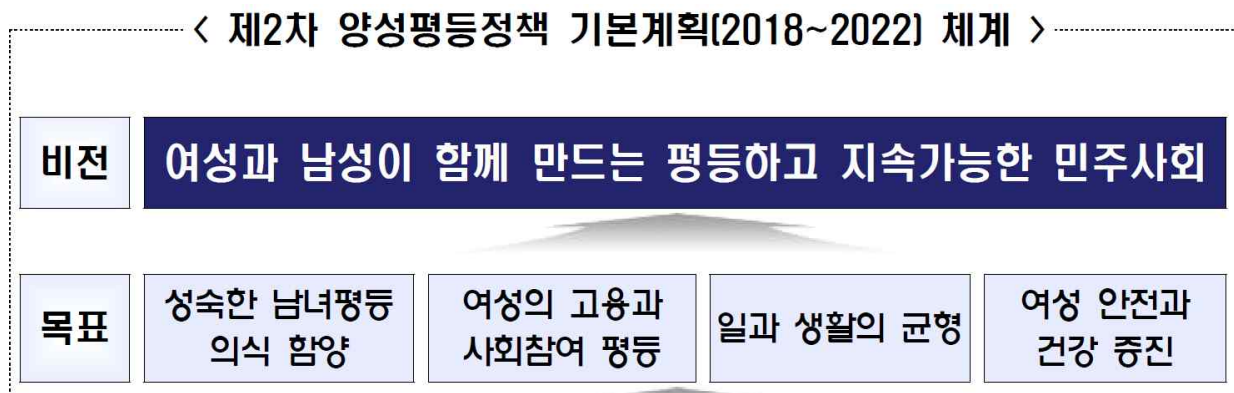 < 제2차 양성평등정책 기본계획(2018~2022) 체계 >
비전
여성과 남성이 함께 만드는 평등하고 지속가능한 민주사회
목표
성숙한 남녀평등
의식 함양
여성의 고용과
사회참여 평등
일과 생활의 균형
여성 안전과
건강 증진